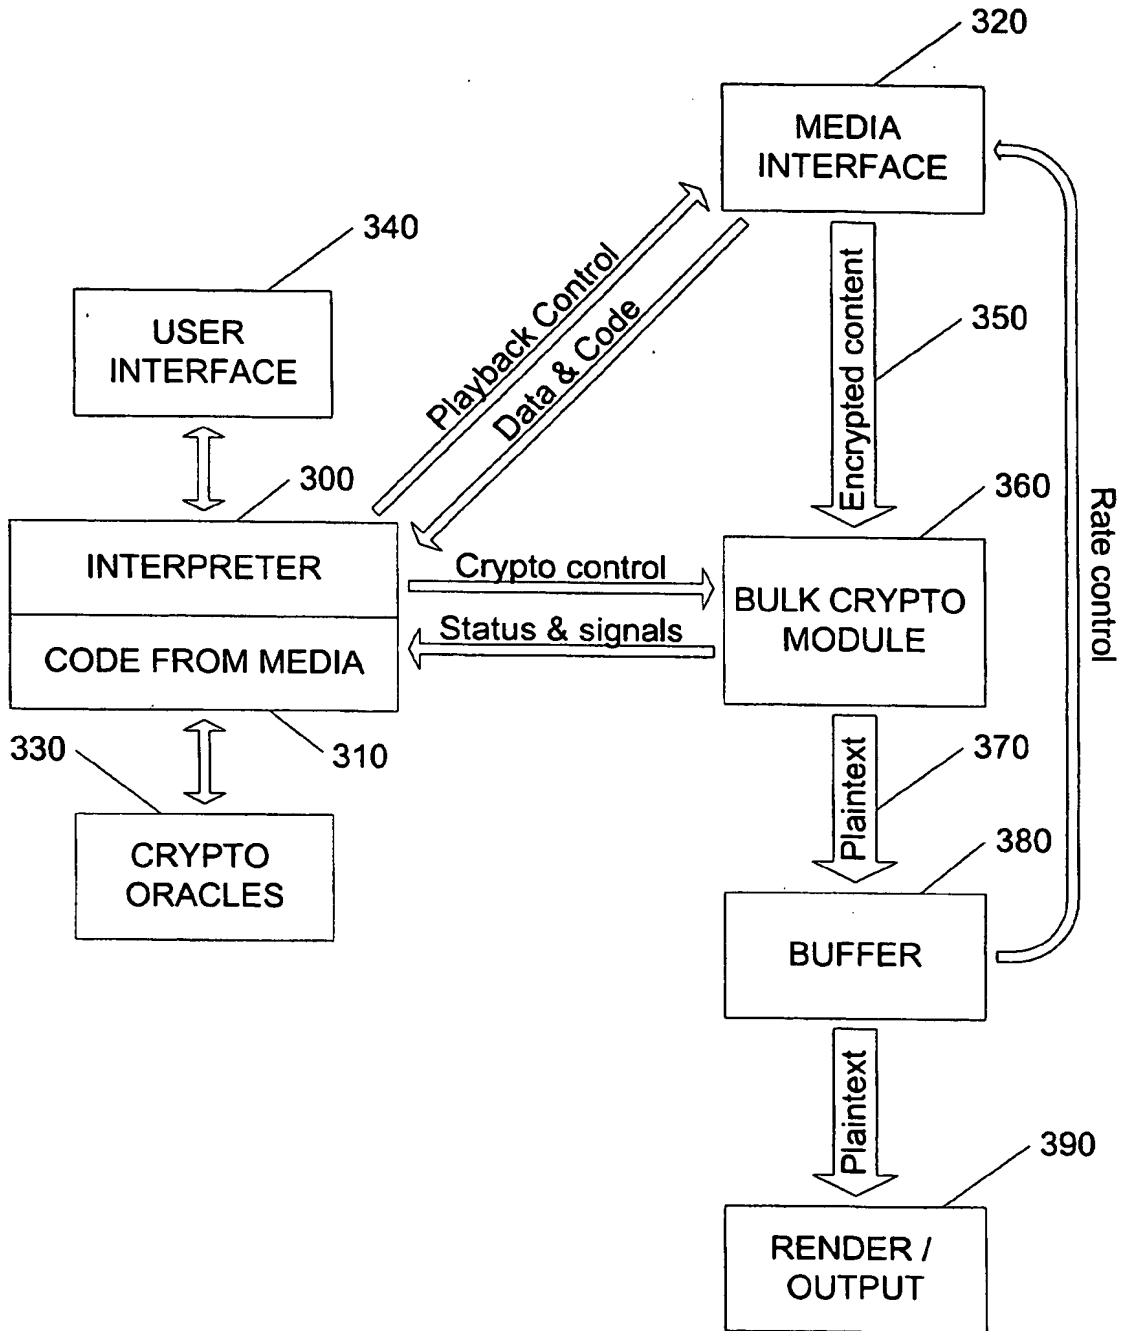 320
MEDIA
INTERFACE
340
USER
INTERFACE
Playback Control
Data & Code
Encrypted content
350
300
360
INTERPRETER
Crypto control
BULK CRYPTO
MODULE
Status & signals
CODE FROM MEDIA
Rate control
330
310
370
Plaintext
CRYPTO
ORACLES
380
BUFFER
Plaintext
390
RENDER /
OUTPUT